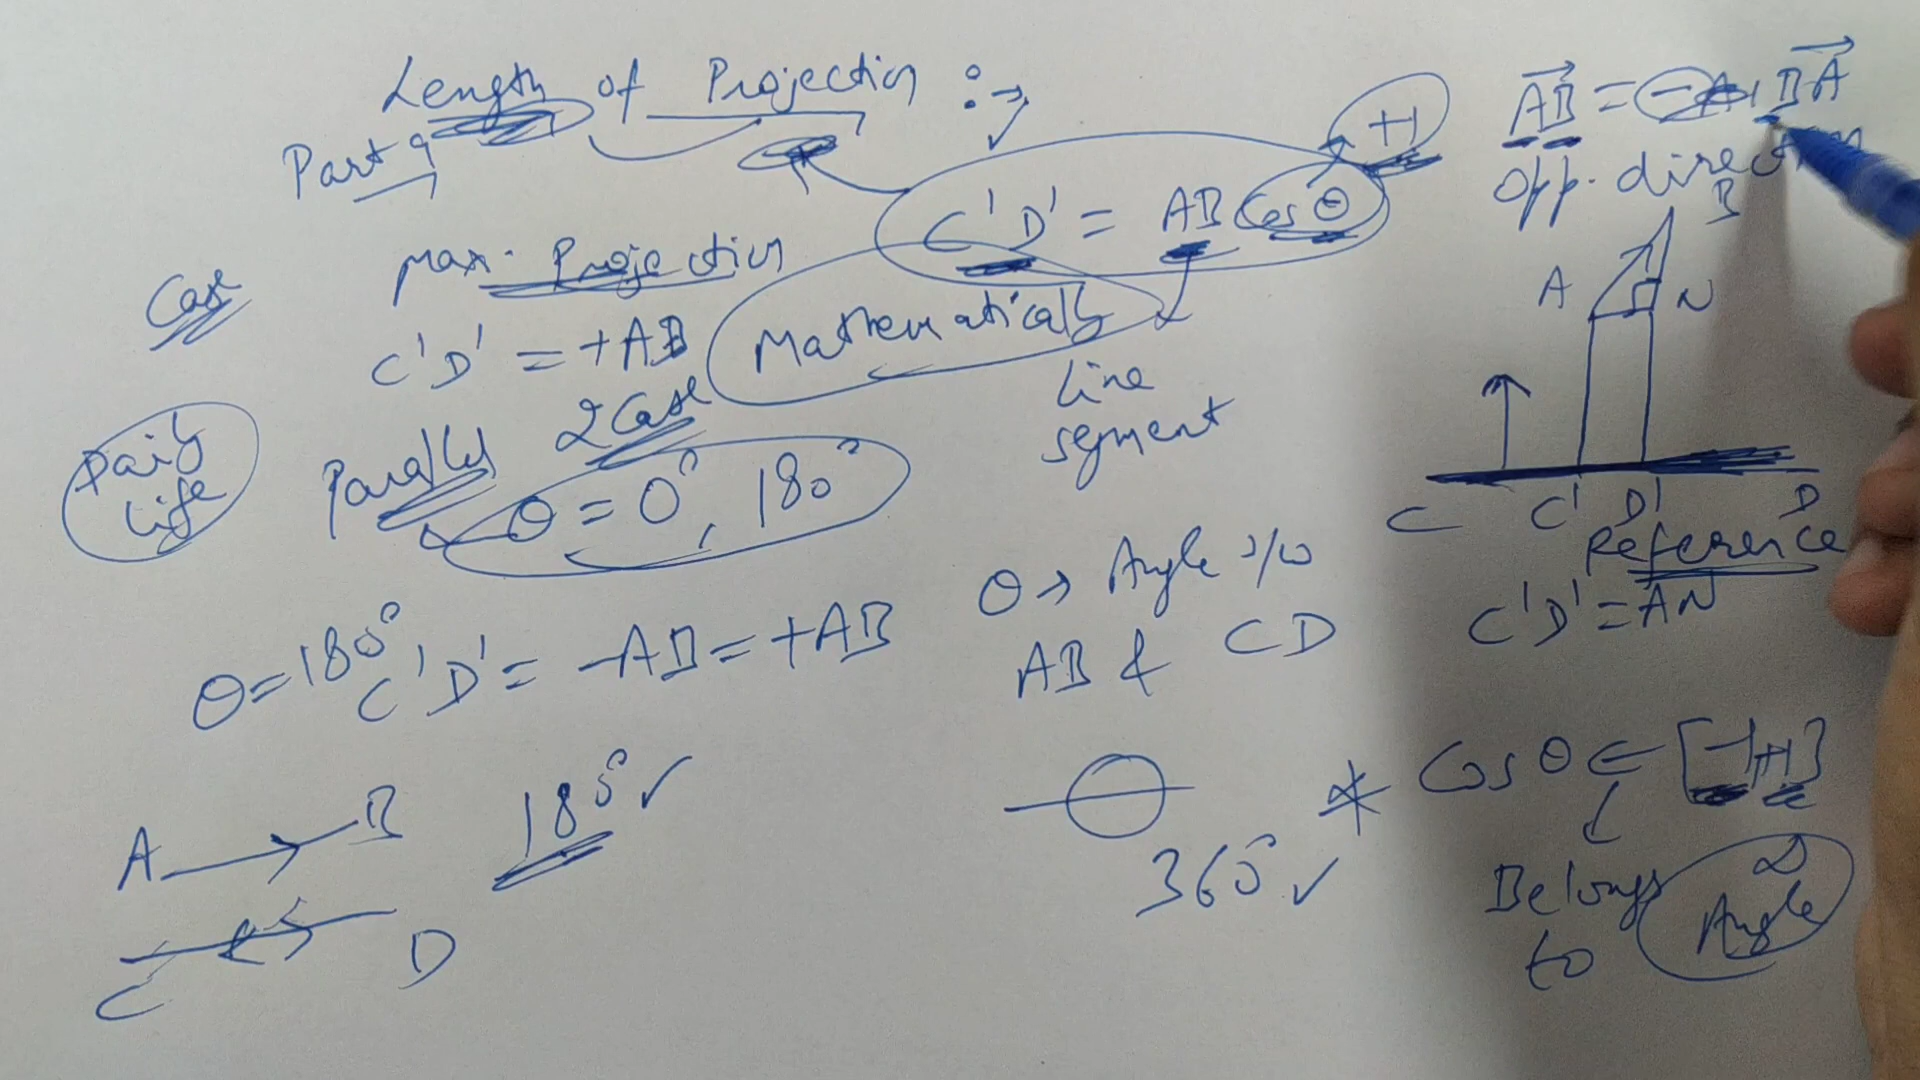 Length of Projection :→
Part 9
+1
C'D' = AB Cos θ
Case
Max. Projection
C'D' = +AB
Mathematically
Line
segment
Daily
Life
Parallel 2 Case
θ = 0°, 180°
θ → Angle b/w
AB & CD
θ = 180° C'D' = -AB = +AB
A B
C D
180° ✓
360° ✓
AB = - BA
Opp. direction
B
A N
C C' D' D
Reference
C'D' = AN
* Cos θ ∈ [-1,+1]
Belongs
to
Angle